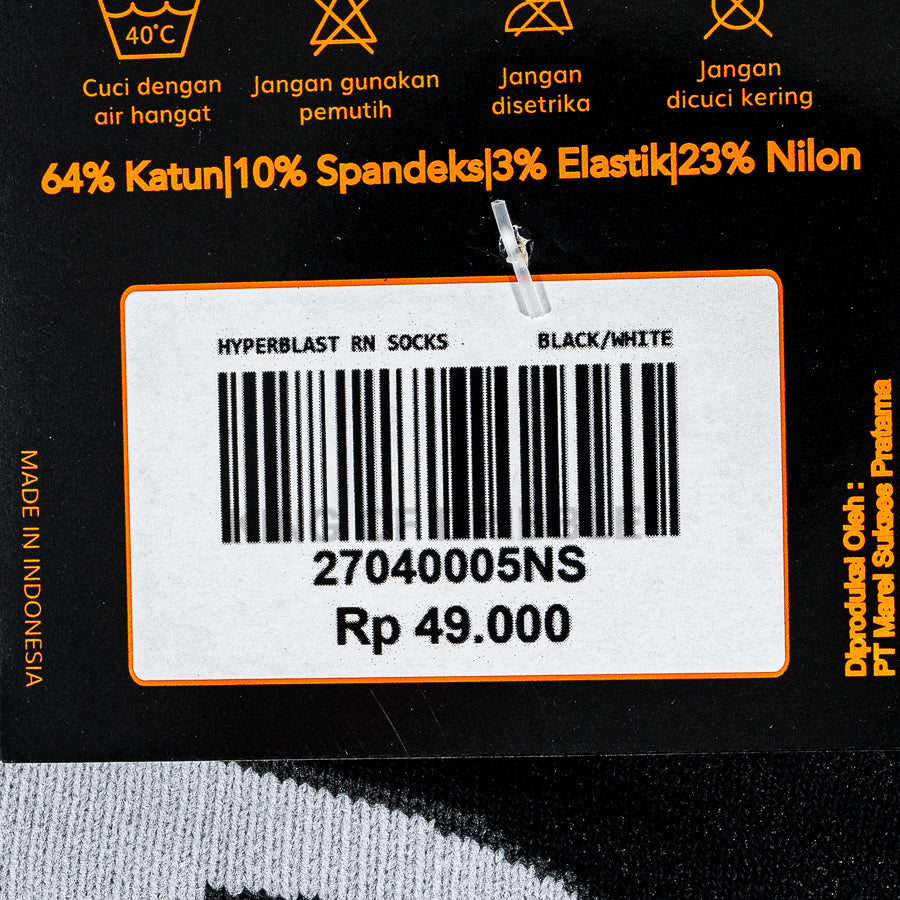 40°C
Cuci dengan
air hangat
Jangan gunakan
pemutih
Jangan
disetrika
Jangan
dicuci kering
64% Katun|10% Spandeks|3% Elastik|23% Nilon
HYPERBLAST RN SOCKS BLACK/WHITE
27040005NS
Rp 49.000
MADE IN INDONESIA
Diproduksi Oleh :
PT Marel Sukses Pratama